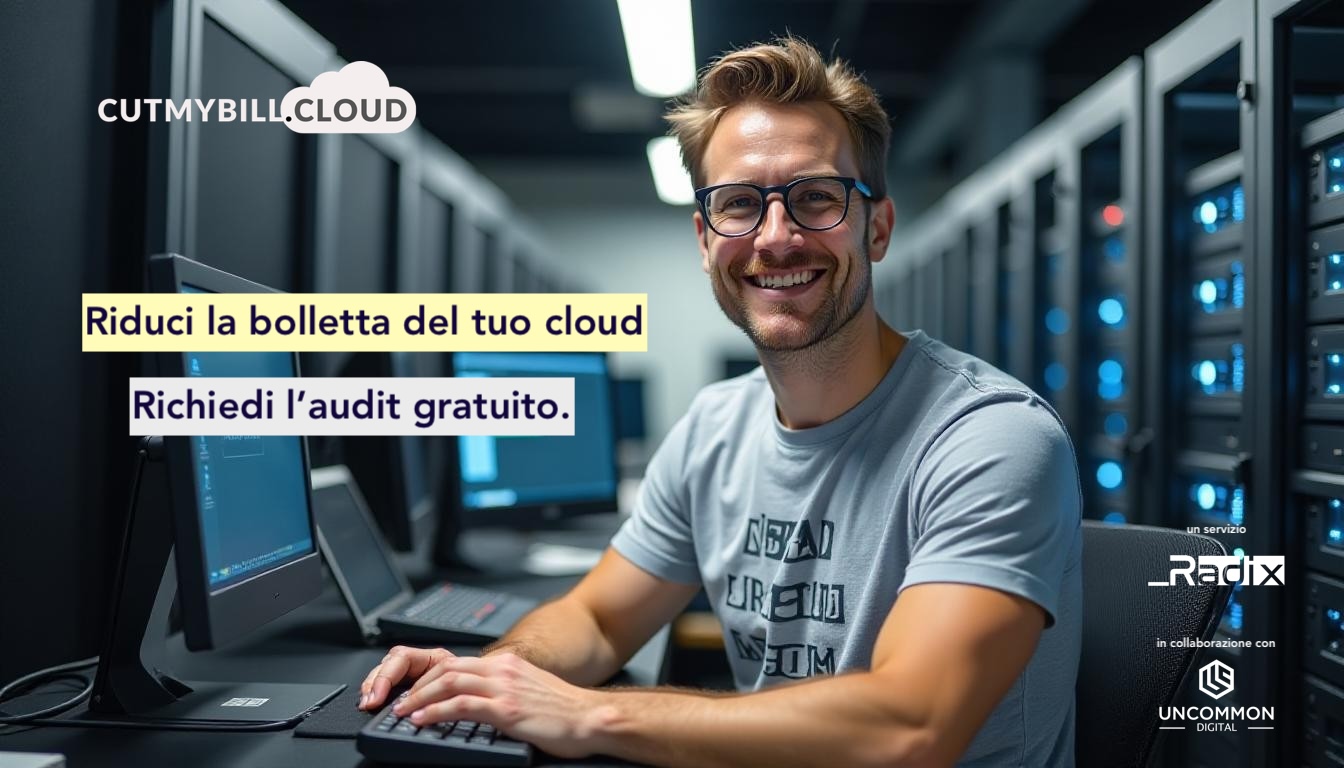 CUTMYBILL.CLOUD
Riduci la bolletta del tuo cloud
Richiedi l’audit gratuito.
un servizio
_Radix
in collaborazione con
UNCOMMON
DIGITAL